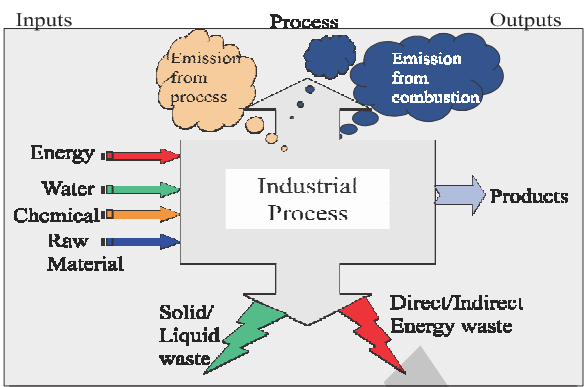 Inputs
Process
Outputs
Emission
from
process
Emission
from
combustion
Energy
Water
Chemical
Raw
Material
Industrial
Process
Products
Solid/
Liquid
waste
Direct/Indirect
Energy waste